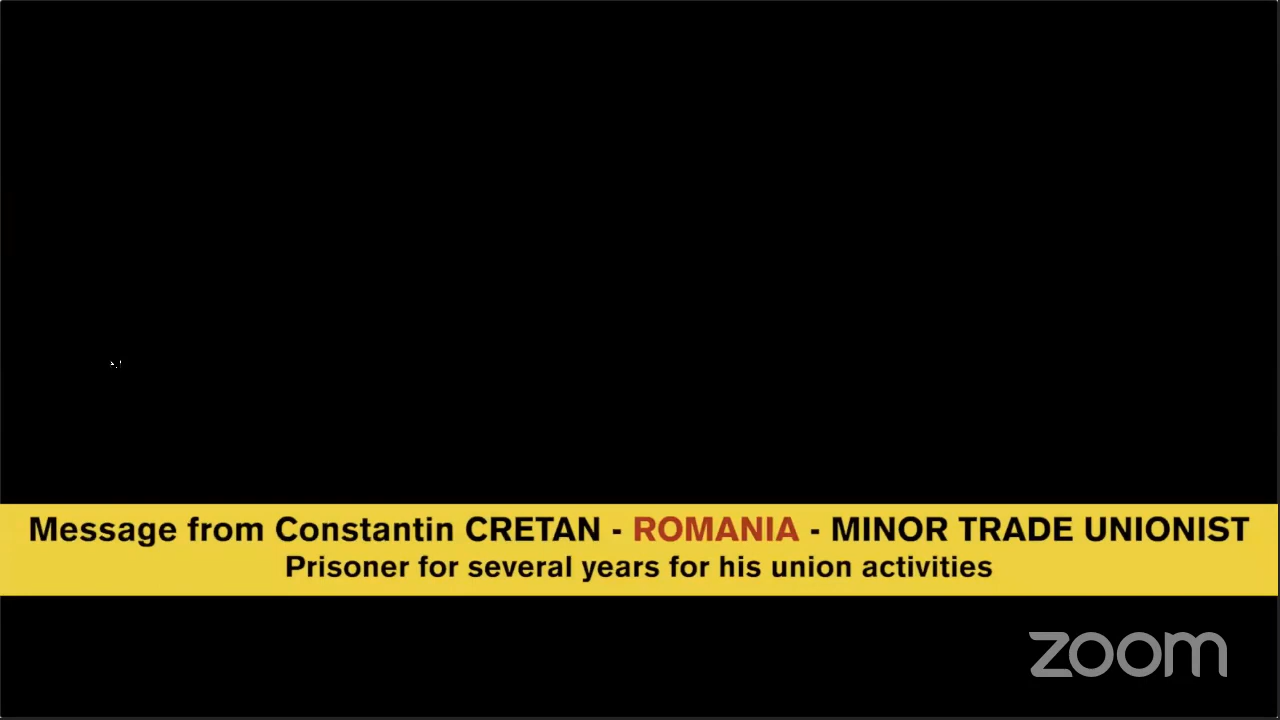 Message from Constantin CRETAN - ROMANIA - MINOR TRADE UNIONIST
Prisoner for several years for his union activities
zoom